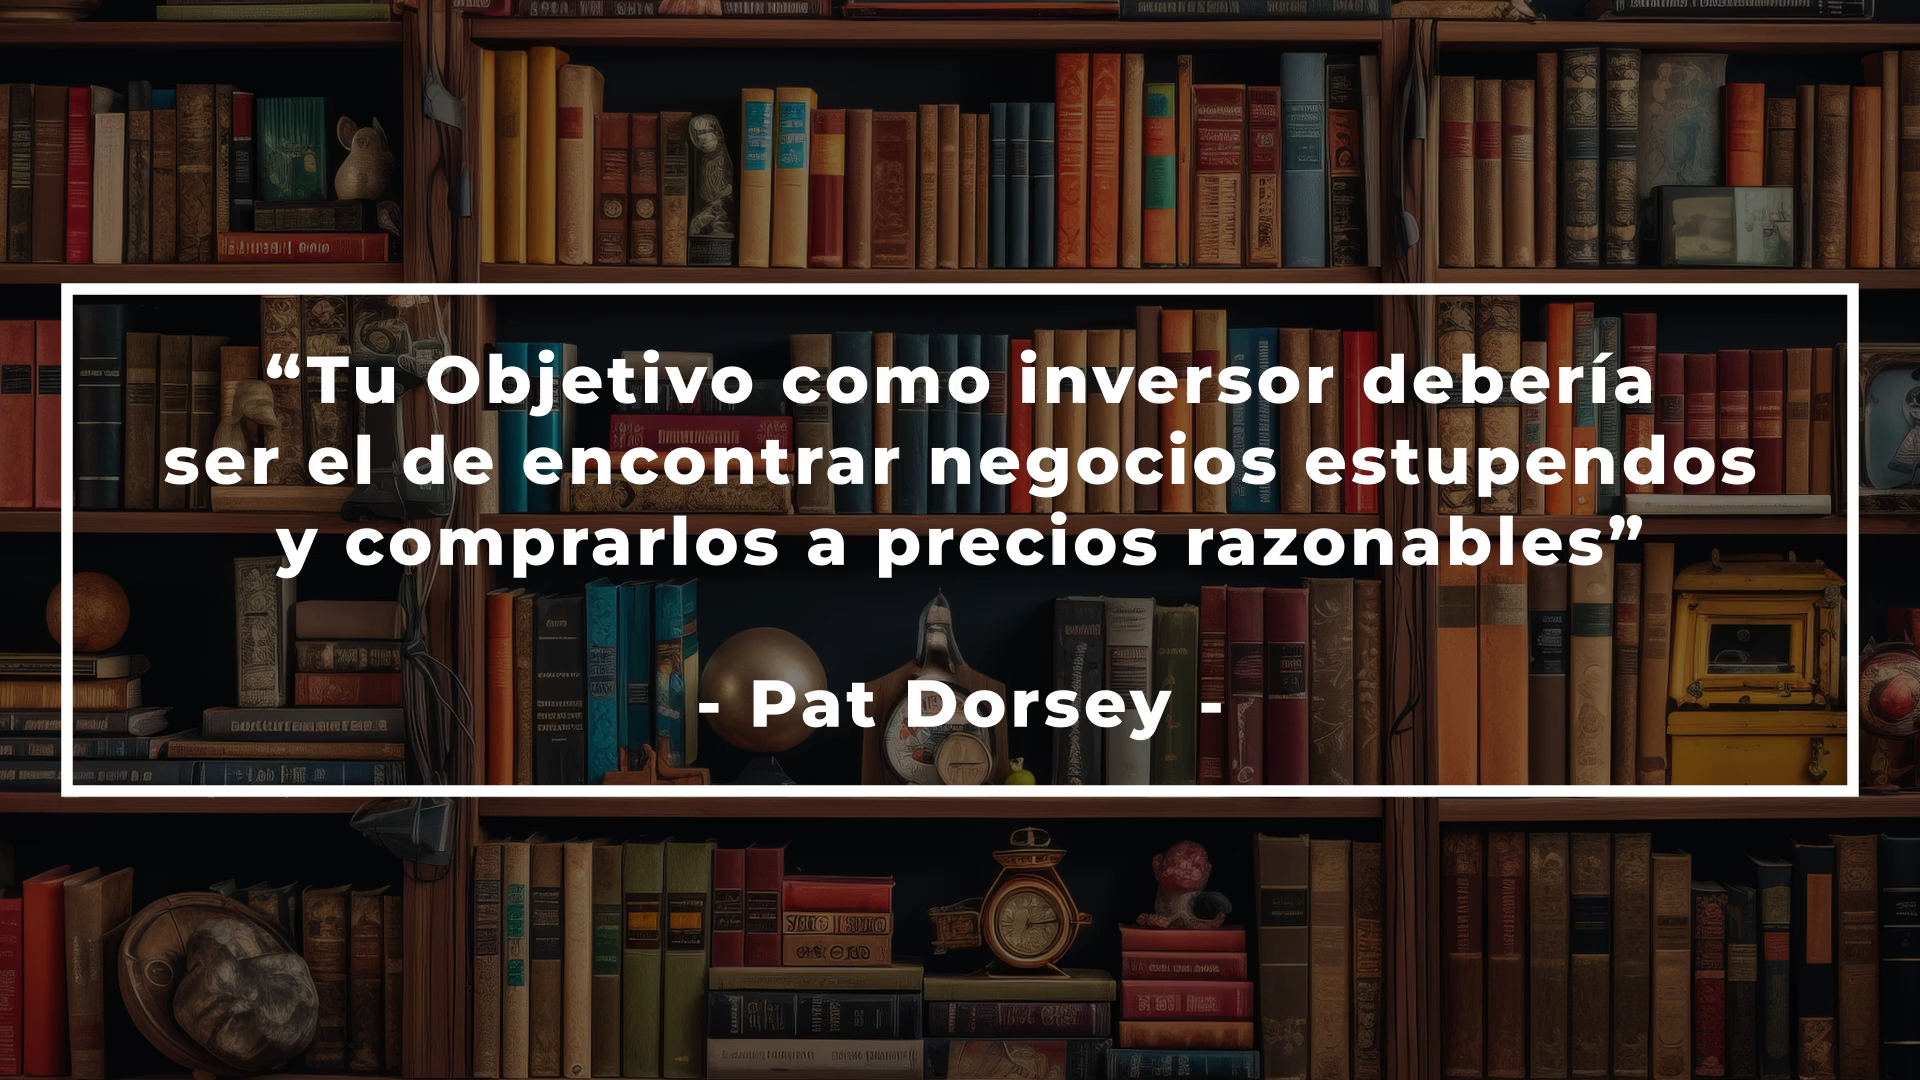 “Tu Objetivo como inversor debería
ser el de encontrar negocios estupendos
y comprarlos a precios razonables”
- Pat Dorsey -